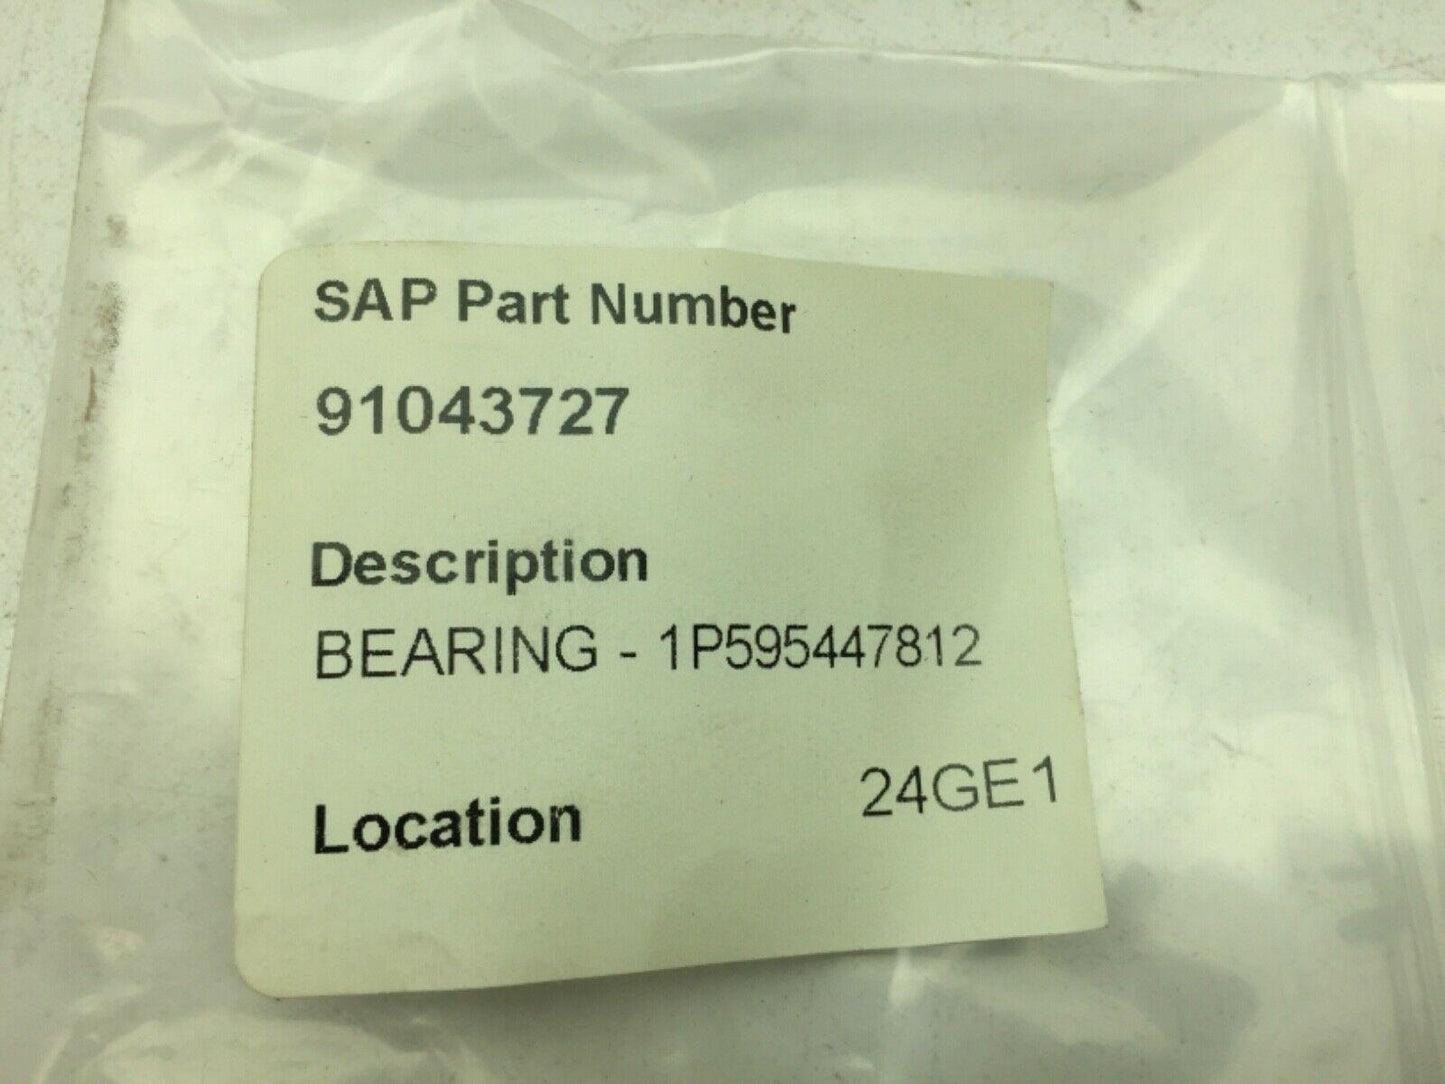 SAP Part Number
91043727
Description
BEARING - 1P595447812
Location 24GE1